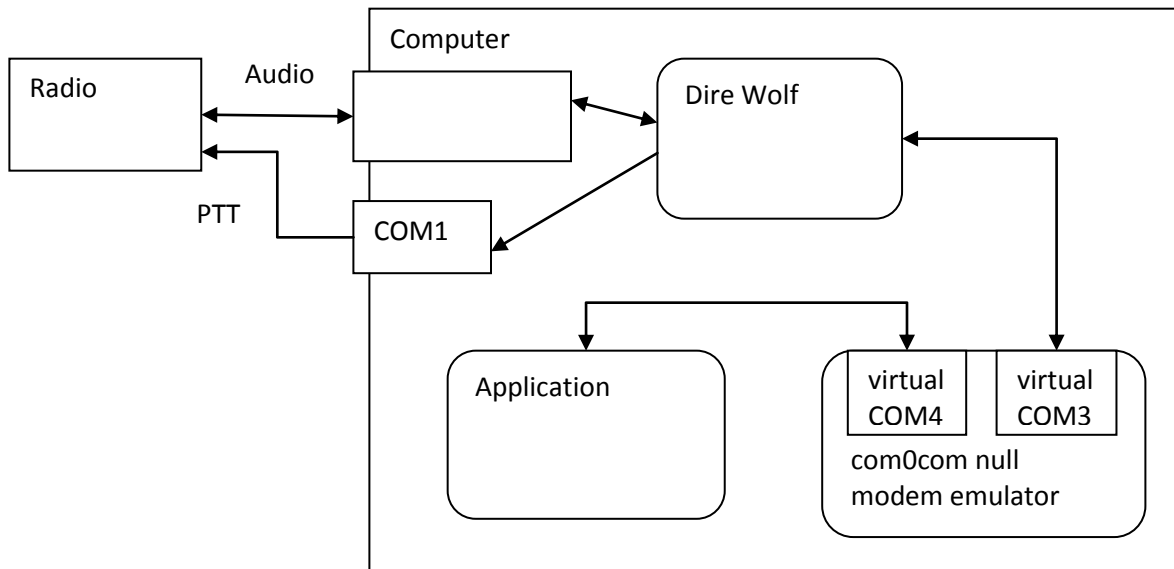 Computer
Radio
Audio
Dire Wolf
PTT
COM1
Application
virtual
COM4
virtual
COM3
com0com null
modem emulator